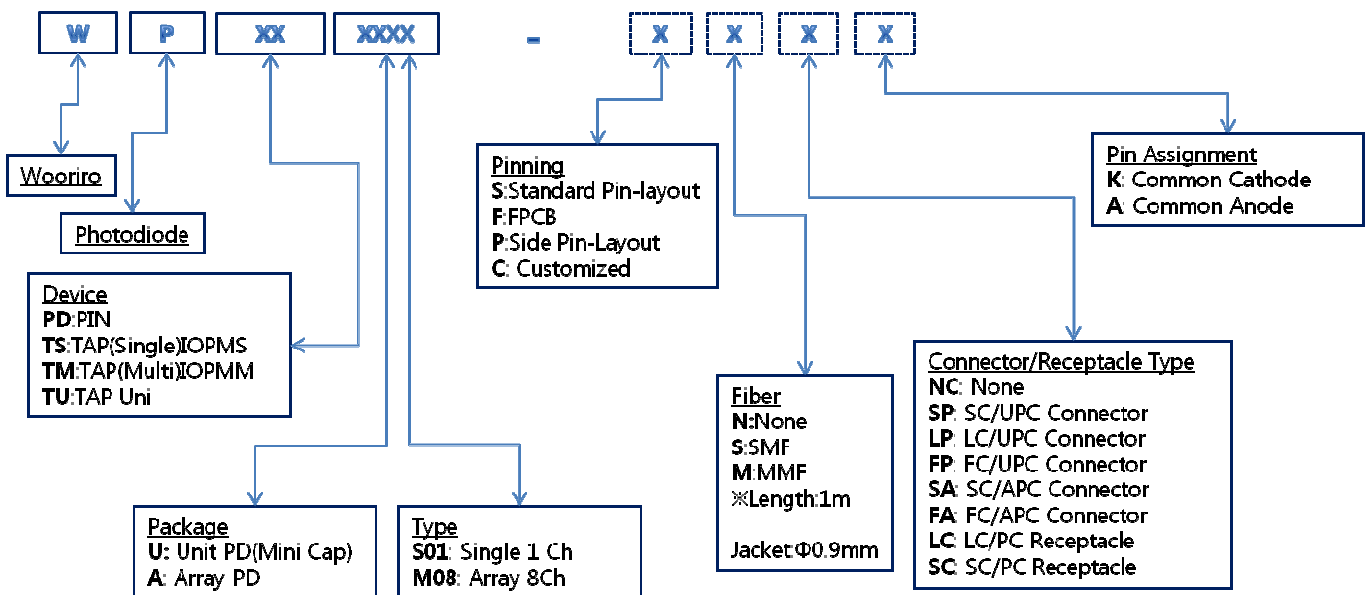 W P XX XXXX - X X X X
Wooriro
Photodiode
Device
PD:PIN
TS:TAP(Single)IOPMS
TM:TAP(Multi)IOPMM
TU:TAP Uni
Package
U: Unit PD(Mini Cap)
A: Array PD
Type
S01: Single 1 Ch
M08: Array 8Ch
Pinning
S:Standard Pin-layout
F:FPCB
P:Side Pin-Layout
C: Customized
Fiber
N:None
S:SMF
M:MMF
※Length:1m
Jacket:Φ0.9mm
Connector/Receptacle Type
NC: None
SP: SC/UPC Connector
LP: LC/UPC Connector
FP: FC/UPC Connector
SA: SC/APC Connector
FA: FC/APC Connector
LC: LC/PC Receptacle
SC: SC/PC Receptacle
Pin Assignment
K: Common Cathode
A: Common Anode